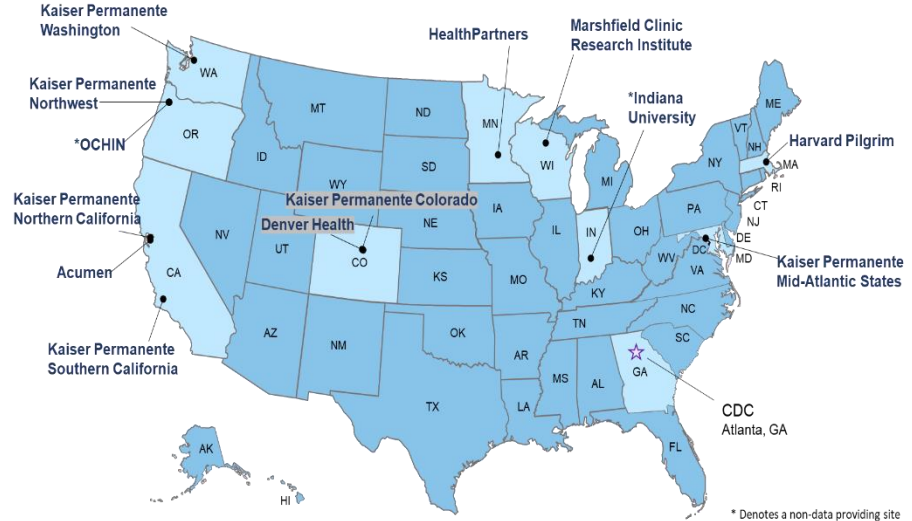 Kaiser Permanente
Washington
HealthPartners
Marshfield Clinic
Research Institute
Kaiser Permanente
Northwest
*OCHIN
*Indiana
University
Harvard Pilgrim
Kaiser Permanente
Northern California
Acumen
Kaiser Permanente Colorado
Denver Health
Kaiser Permanente
Mid-Atlantic States
Kaiser Permanente
Southern California
CDC
Atlanta, GA
WA
OR
CA
ID
NV
MT
WY
UT
AZ
CO
NM
ND
SD
NE
KS
OK
TX
MN
IA
MO
AR
LA
WI
IL
MI
IN
OH
KY
TN
MS
AL
GA
FL
SC
NC
VA
WV
DC
PA
NY
VT
NH
ME
MA
RI
CT
NJ
DE
MD
AK
HI
* Denotes a non-data providing site